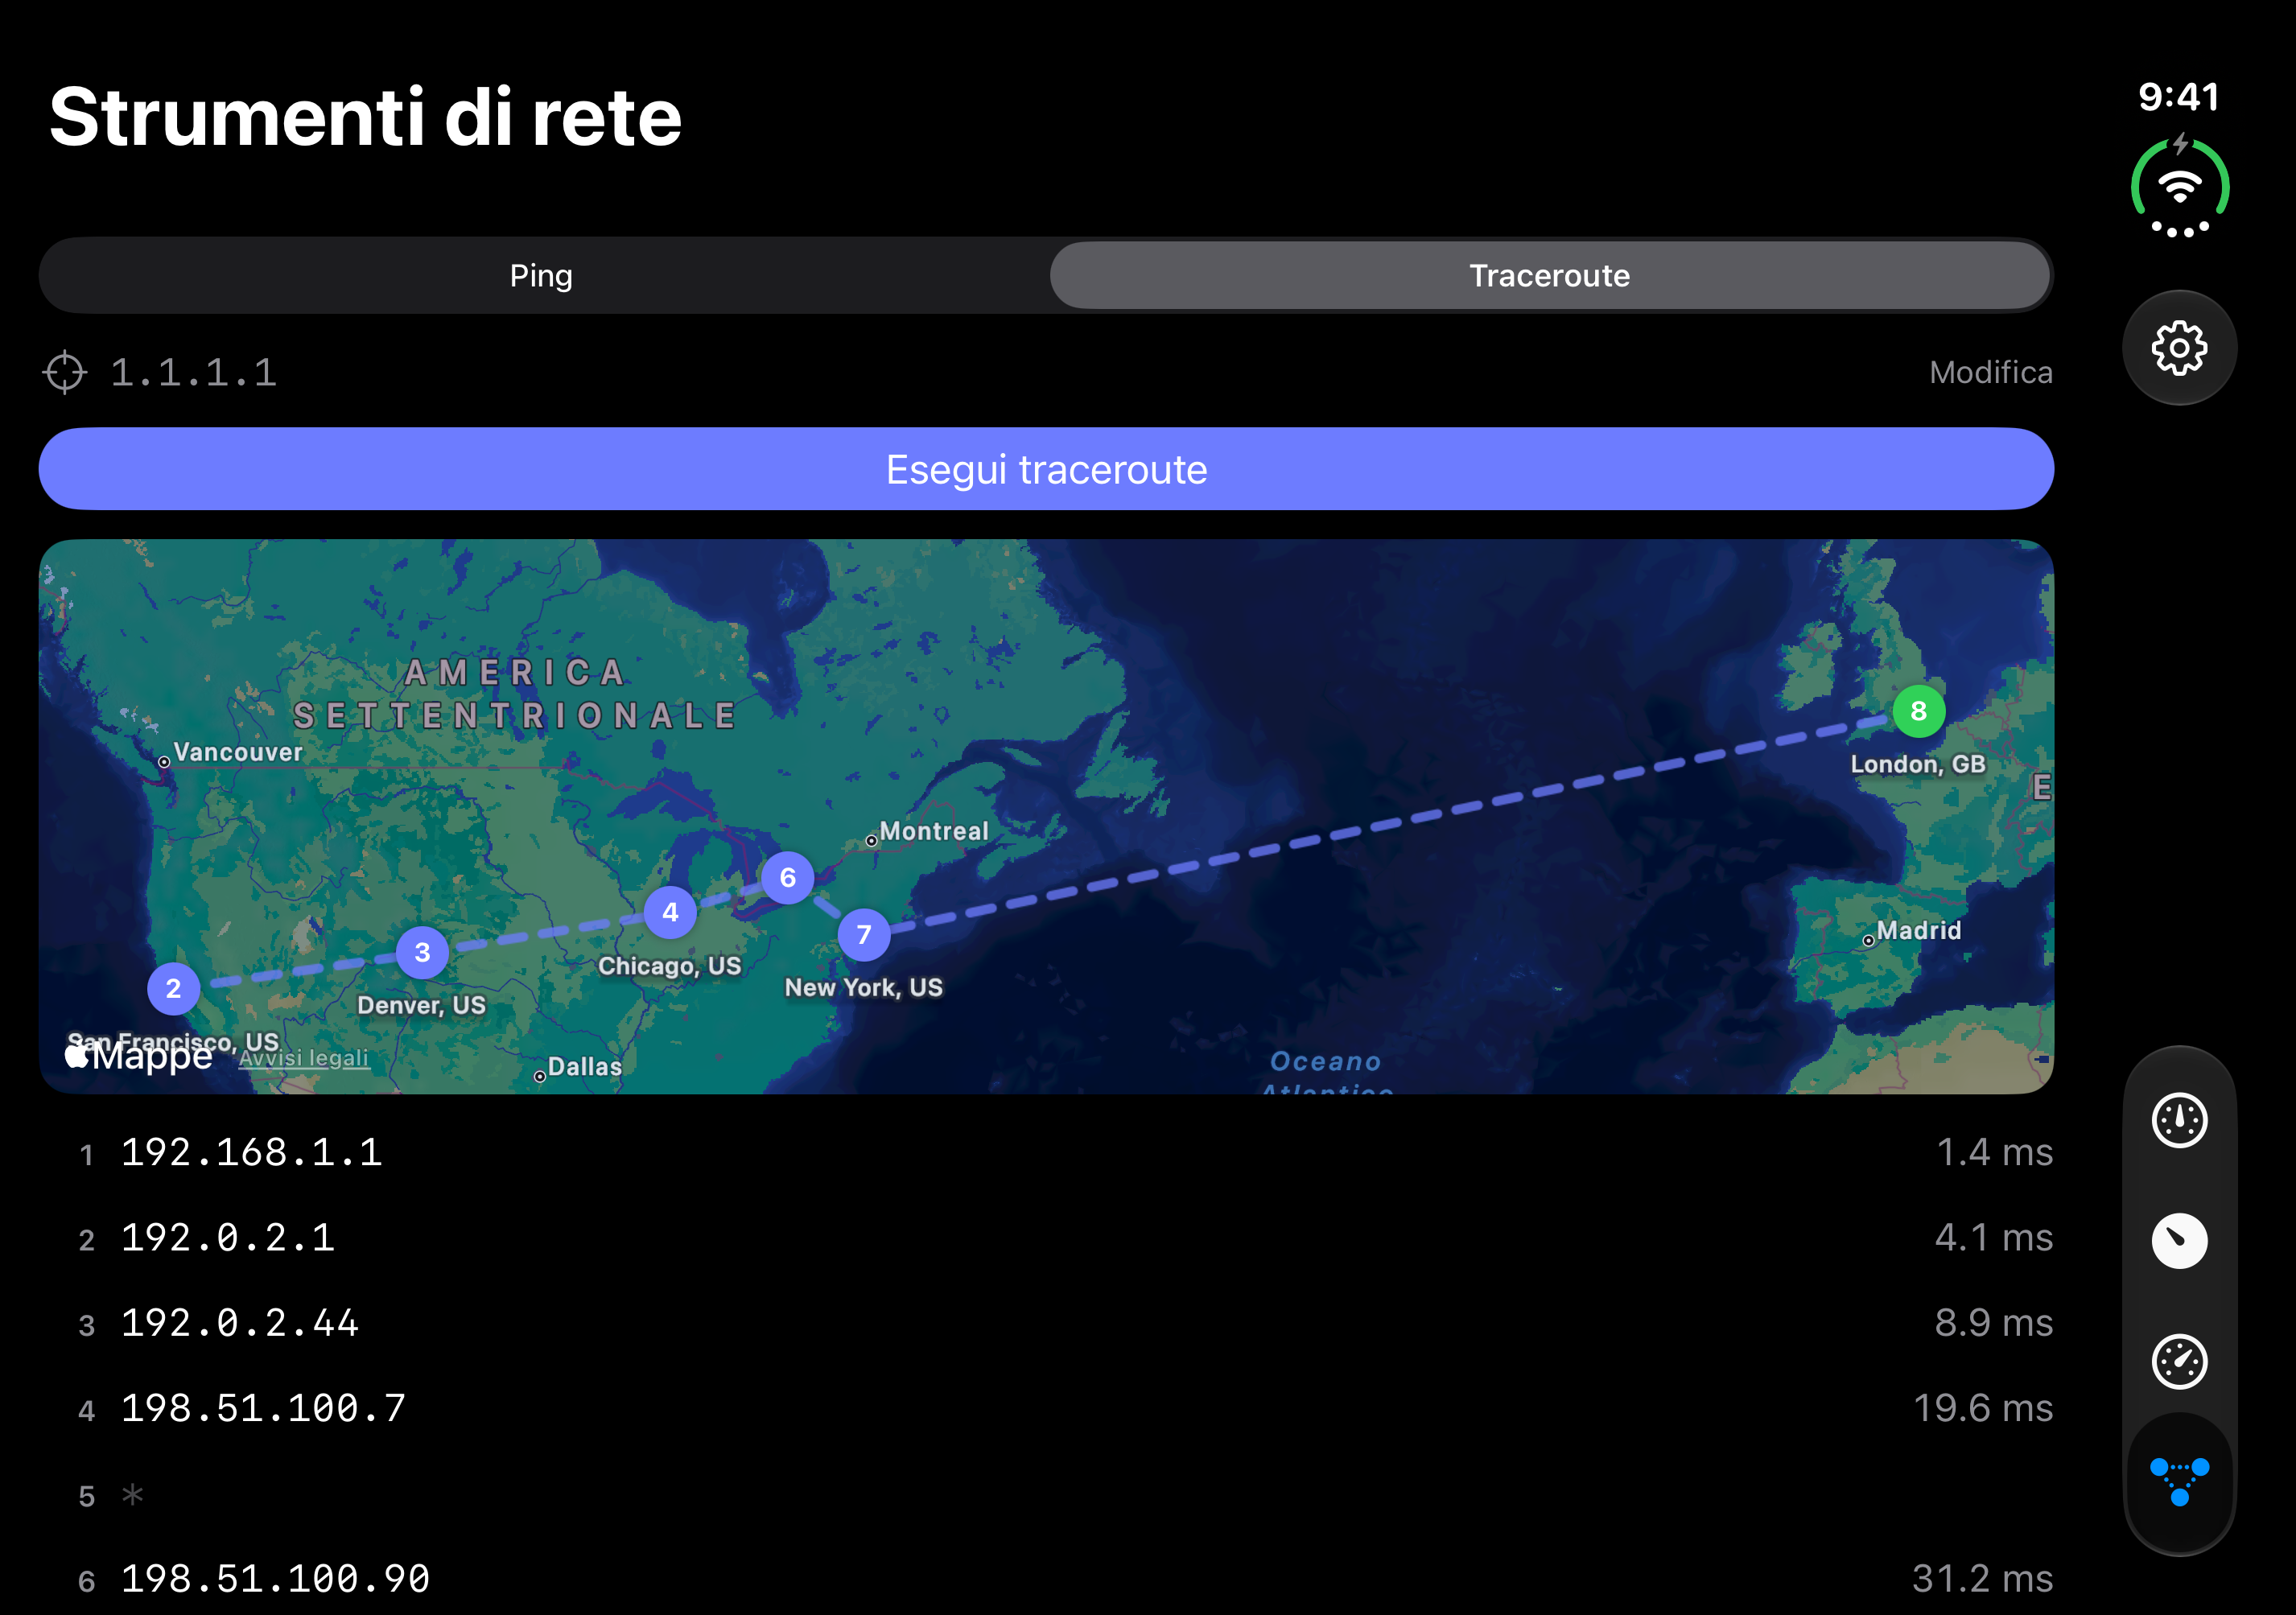 9:41
Strumenti di rete
Ping
Traceroute
1.1.1.1
Modifica
Esegui traceroute
AMERICA
SETTENTRIONALE
Vancouver
8
London, GB
E
Montreal
6
4
7
3
Madrid
Chicago, US
2
New York, US
Denver, US
San Francisco, US
Mappe
Avvisi legali
Dallas
Oceano
Atlantico
1 192.168.1.1 1.4 ms
2 192.0.2.1 4.1 ms
3 192.0.2.44 8.9 ms
4 198.51.100.7 19.6 ms
5 *
6 198.51.100.90 31.2 ms